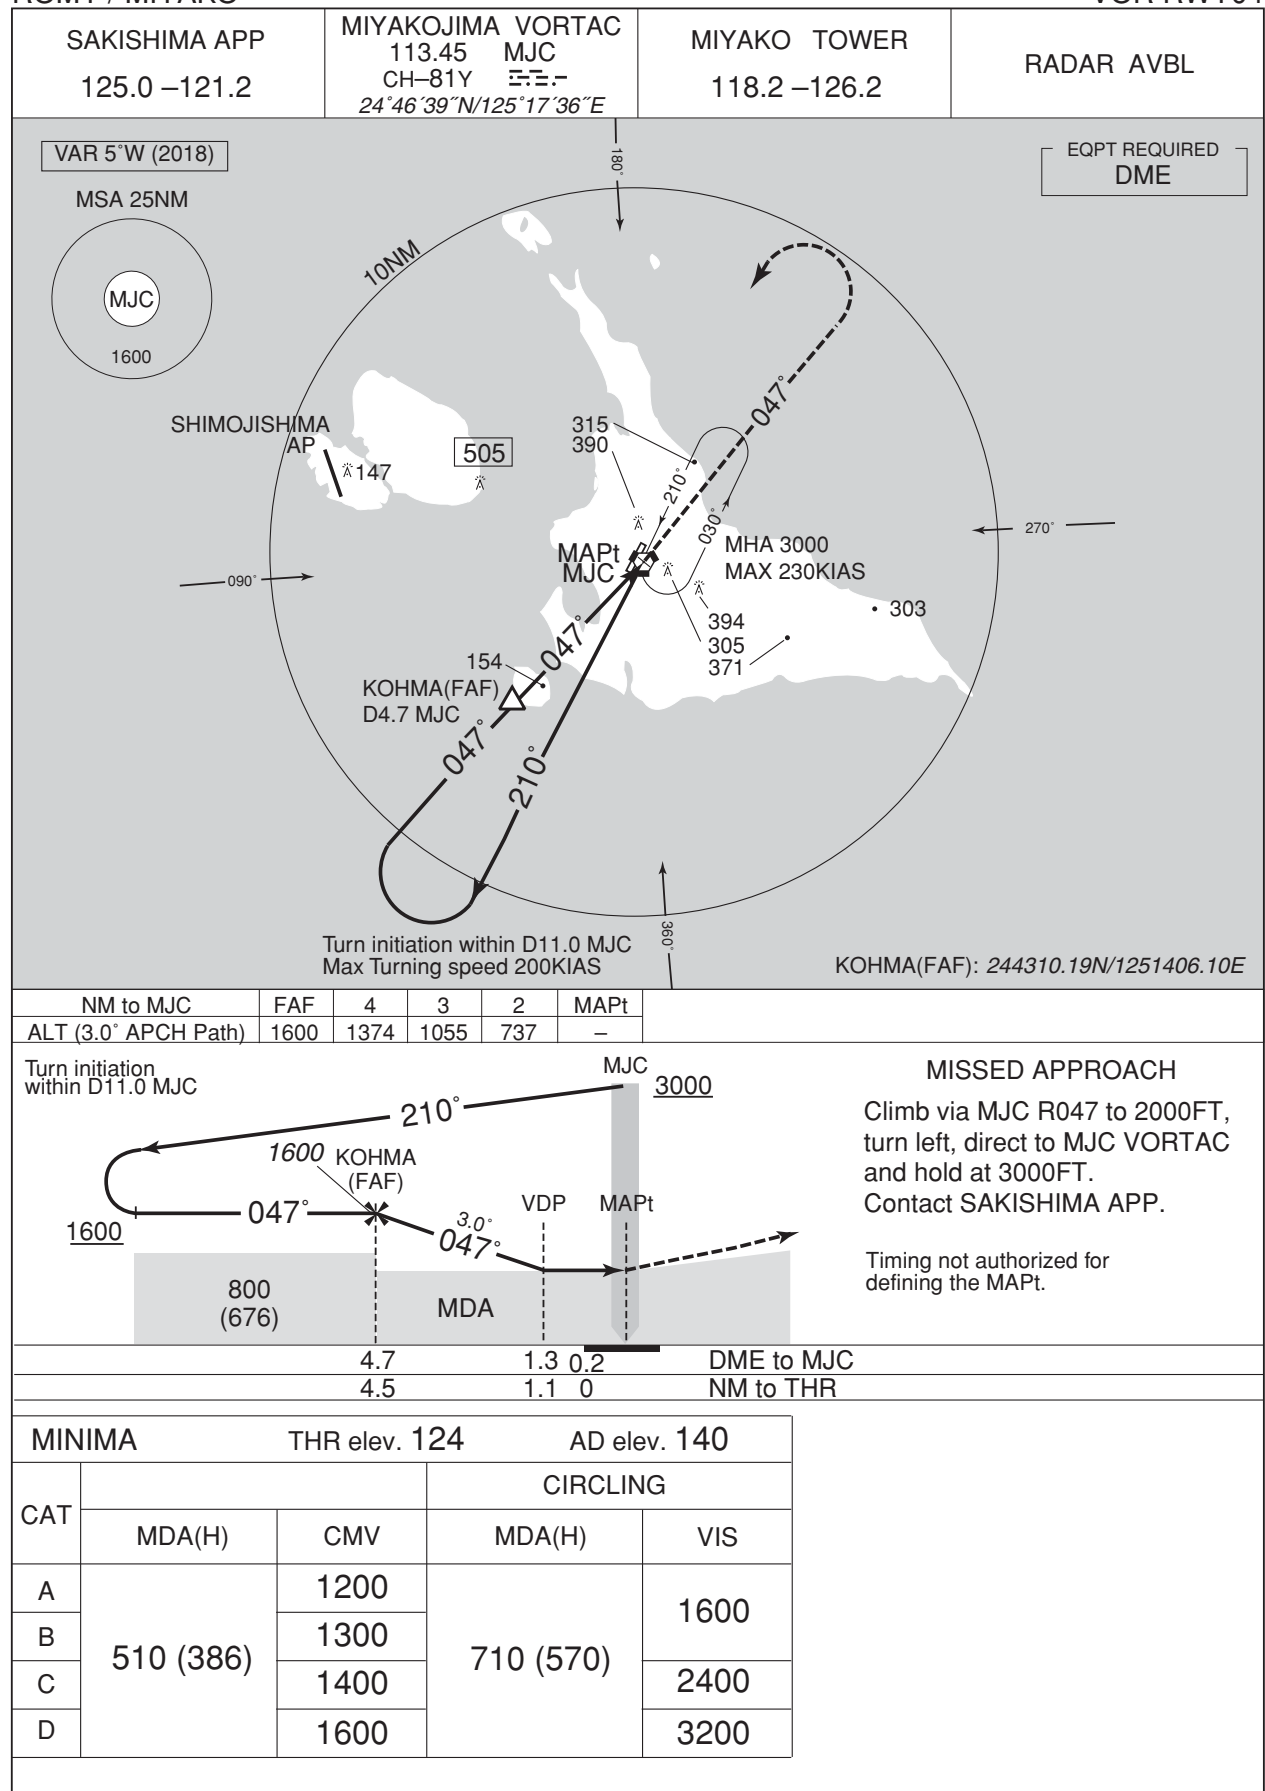 SAKISHIMA APP
125.0 –121.2
MIYAKOJIMA VORTAC
113.45 MJC
CH–81Y
24˚46´39˝N/125˚17´36˝E
MIYAKO TOWER
118.2 –126.2
RADAR AVBL
VAR 5˚W (2018)
EQPT REQUIRED
DME
MSA 25NM
MJC
1600
180˚
10NM
047˚
SHIMOJISHIMA
AP
147
505
315
390
210˚
030˚
270˚
MAPt
MJC
MHA 3000
MAX 230KIAS
090˚
303
394
305
371
047˚
154
KOHMA(FAF)
D4.7 MJC
047˚
210˚
360˚
Turn initiation within D11.0 MJC
Max Turning speed 200KIAS
KOHMA(FAF): 244310.19N/1251406.10E
NM to MJC FAF 4 3 2 MAPt
ALT (3.0˚ APCH Path) 1600 1374 1055 737 –
Turn initiation
within D11.0 MJC
MJC
3000
210˚
1600 KOHMA
(FAF)
VDP MAPt
1600
047˚
3.0˚
047˚
800
(676)
MDA
MISSED APPROACH
Climb via MJC R047 to 2000FT,
turn left, direct to MJC VORTAC
and hold at 3000FT.
Contact SAKISHIMA APP.
Timing not authorized for
defining the MAPt.
4.7 1.3 0.2 DME to MJC
4.5 1.1 0 NM to THR
MINIMA THR elev. 124 AD elev. 140
CAT
CIRCLING
MDA(H) CMV MDA(H) VIS
A 1200
B 1300
C 1400
D 1600
510 (386)
710 (570)
1600
2400
3200